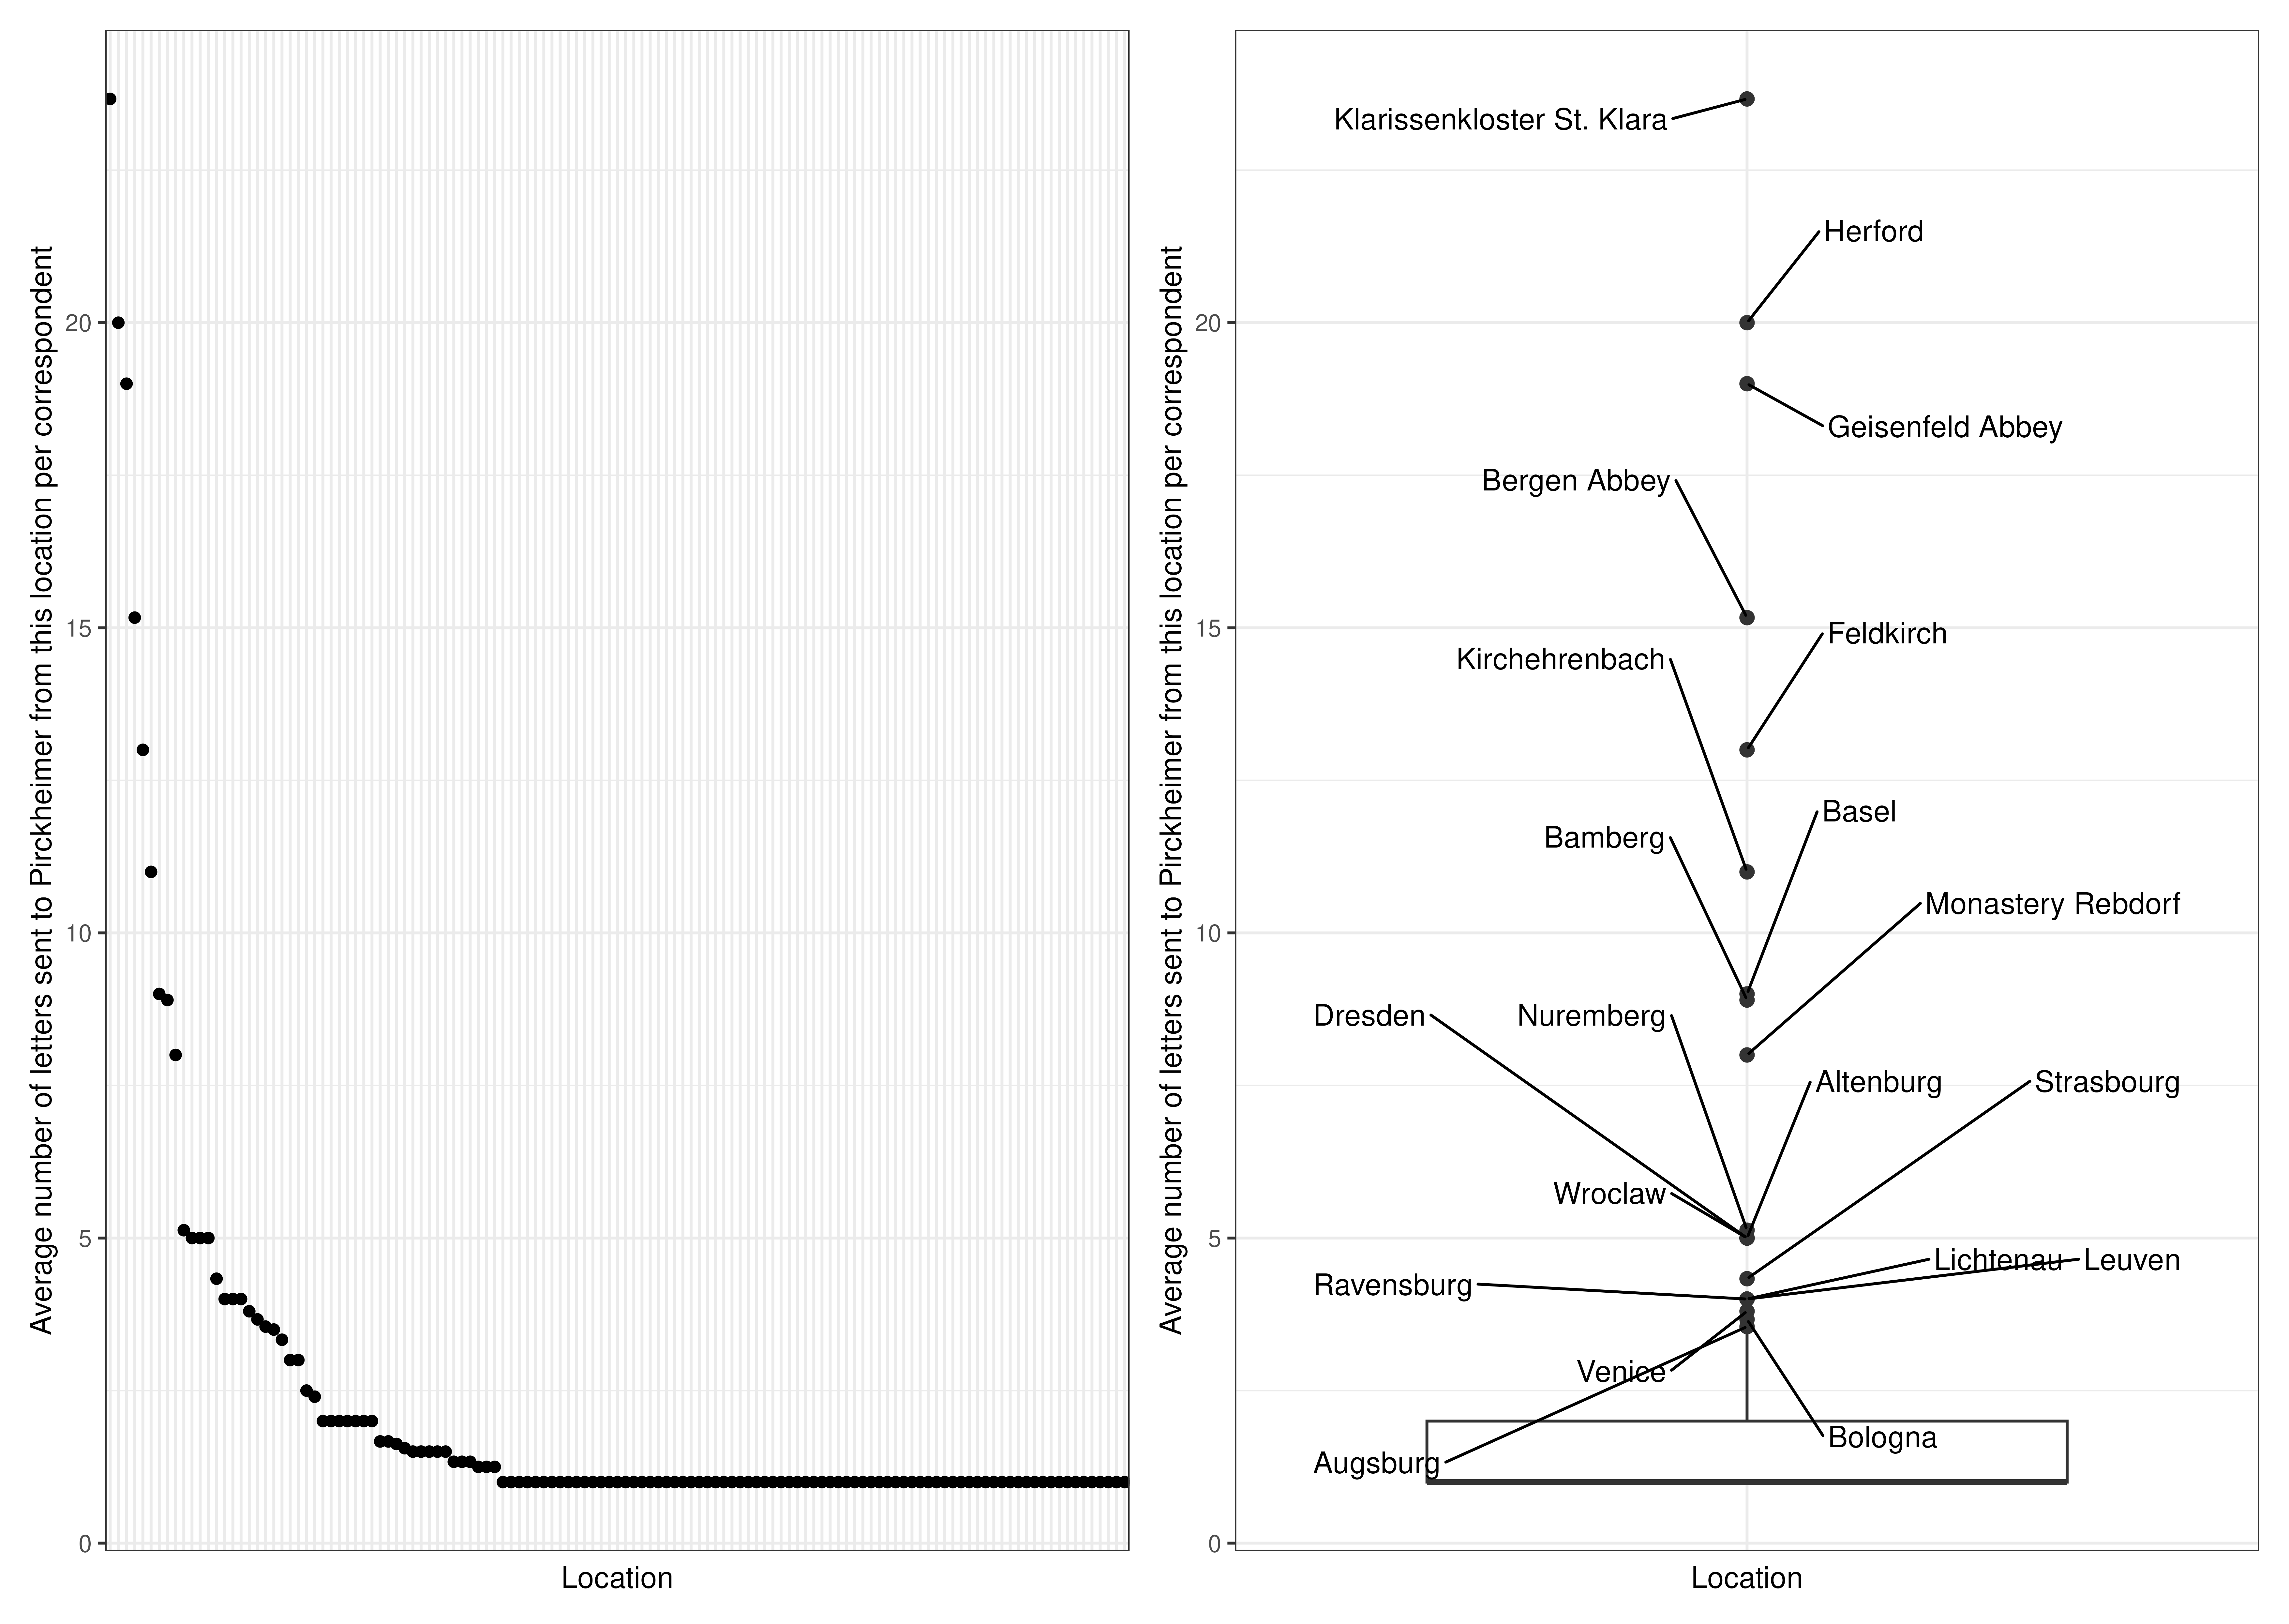 Average number of letters sent to Pirckheimer from this location per correspondent
20
15
10
5
0
Location
Average number of letters sent to Pirckheimer from this location per correspondent
20
15
10
5
0
Klarissenkloster St. Klara
Herford
Geisenfeld Abbey
Bergen Abbey
Feldkirch
Kirchehrenbach
Basel
Bamberg
Monastery Rebdorf
Dresden
Nuremberg
Altenburg
Strasbourg
Wroclaw
Lichtenau
Leuven
Ravensburg
Venice
Bologna
Augsburg
Location